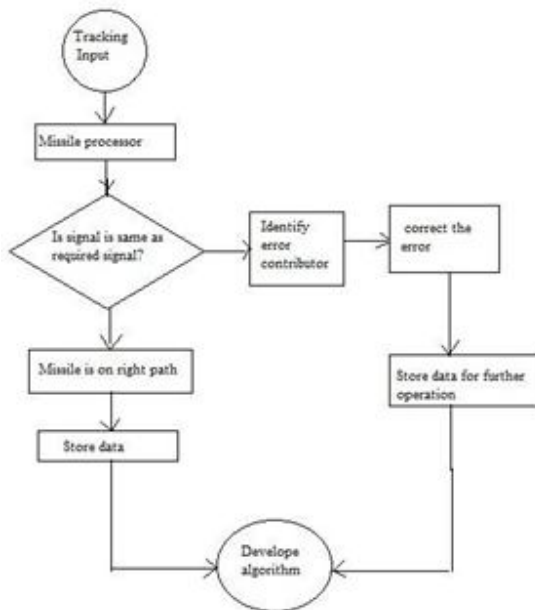 Tracking
Input
Missile processor
Is signal is same as
required signal?
Identify
error
contributor
correct the
error
Missile is on right path
Store data for further
operation
Store data
Develope
algorithm